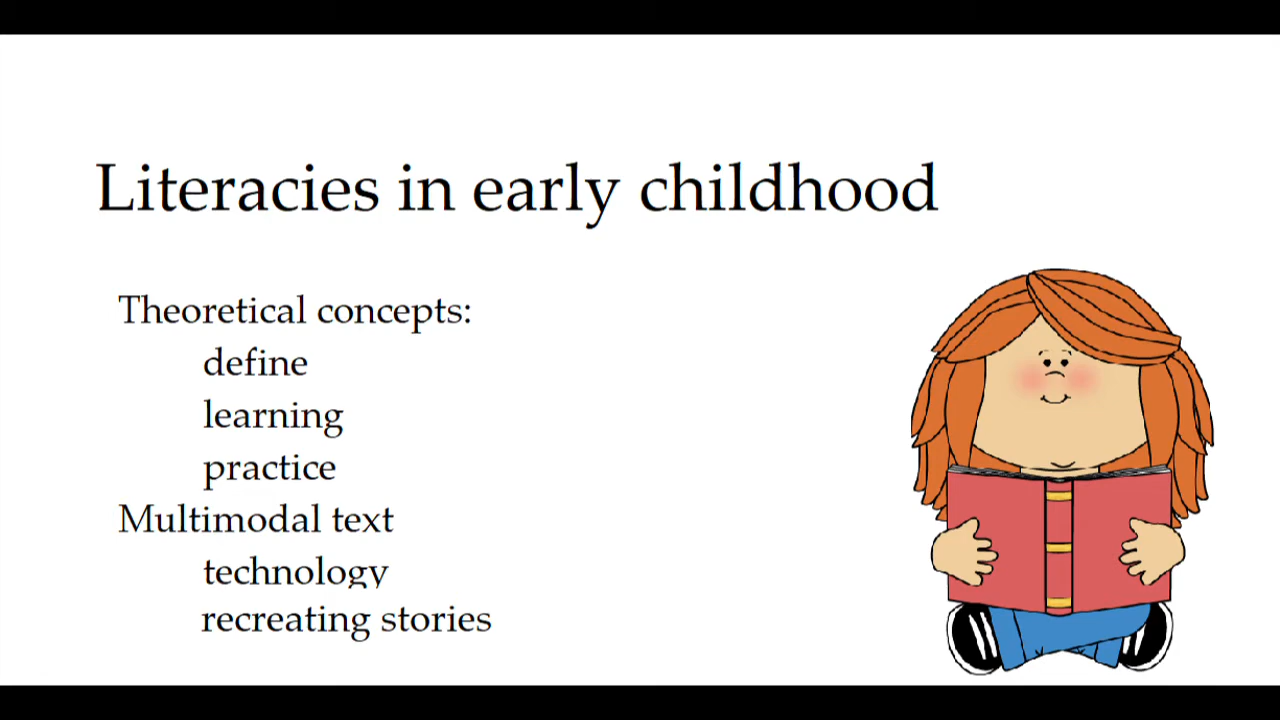 Literacies in early childhood
Theoretical concepts:
define
learning
practice
Multimodal text
technology
recreating stories